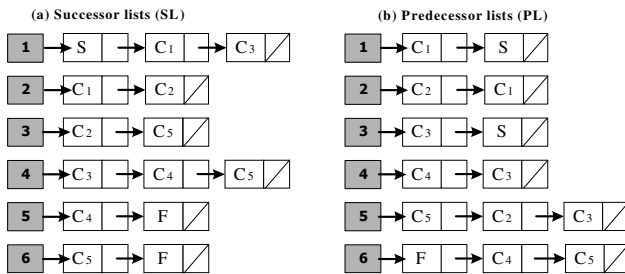 (a) Successor lists (SL) (b) Predecessor lists (PL)
1 S C1 C3 1 C1 S
2 C1 C2 2 C2 C1
3 C2 C5 3 C3 S
4 C3 C4 C5 4 C4 C3
5 C4 F 5 C5 C2 C3
6 C5 F 6 F C4 C5